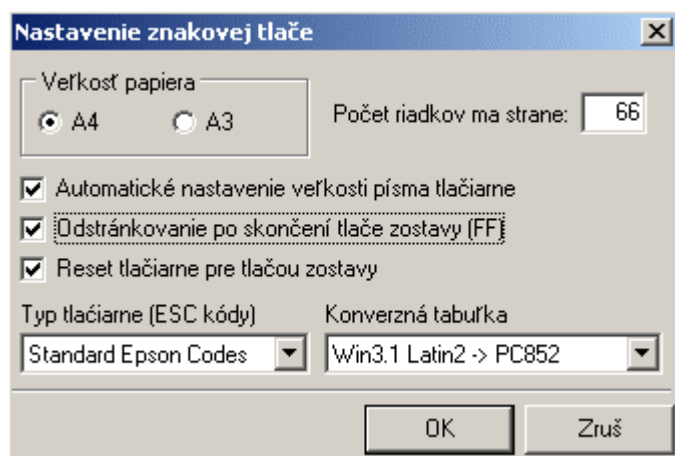 Nastavenie znakovej tlače
Veľkosť papiera
A4 A3
Počet riadkov ma strane: 66
Automatické nastavenie veľkosti písma tlačiarne
Odstránkovanie po skončení tlače zostavy (FF)
Reset tlačiarne pre tlačou zostavy
Typ tlaćiarne (ESC kódy) Konverzná tabuľka
Standard Epson Codes Win3.1 Latin2 -> PC852
OK Zruš